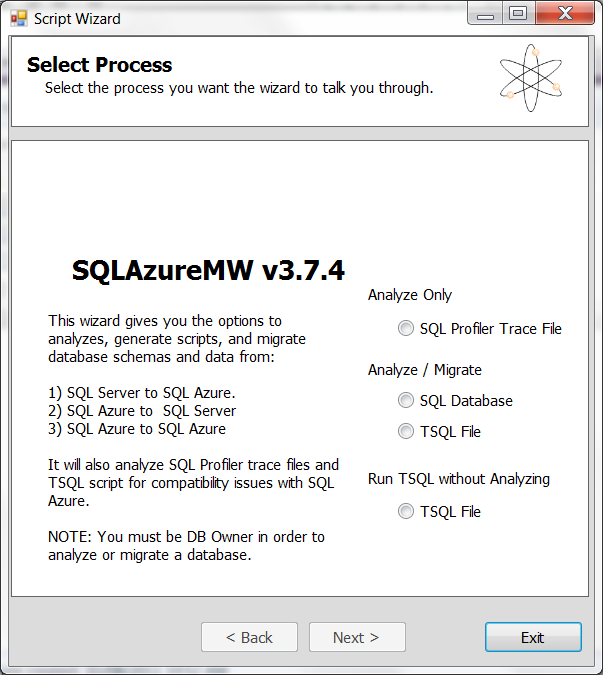 Script Wizard
Select Process
Select the process you want the wizard to talk you through.
SQLAzureMW v3.7.4
This wizard gives you the options to
analyzes, generate scripts, and migrate
database schemas and data from:
1) SQL Server to SQL Azure.
2) SQL Azure to  SQL Server
3) SQL Azure to SQL Azure
It will also analyze SQL Profiler trace files and
TSQL script for compatibility issues with SQL
Azure.
NOTE: You must be DB Owner in order to
analyze or migrate a database.
Analyze Only
SQL Profiler Trace File
Analyze / Migrate
SQL Database
TSQL File
Run TSQL without Analyzing
TSQL File
< Back
Next >
Exit